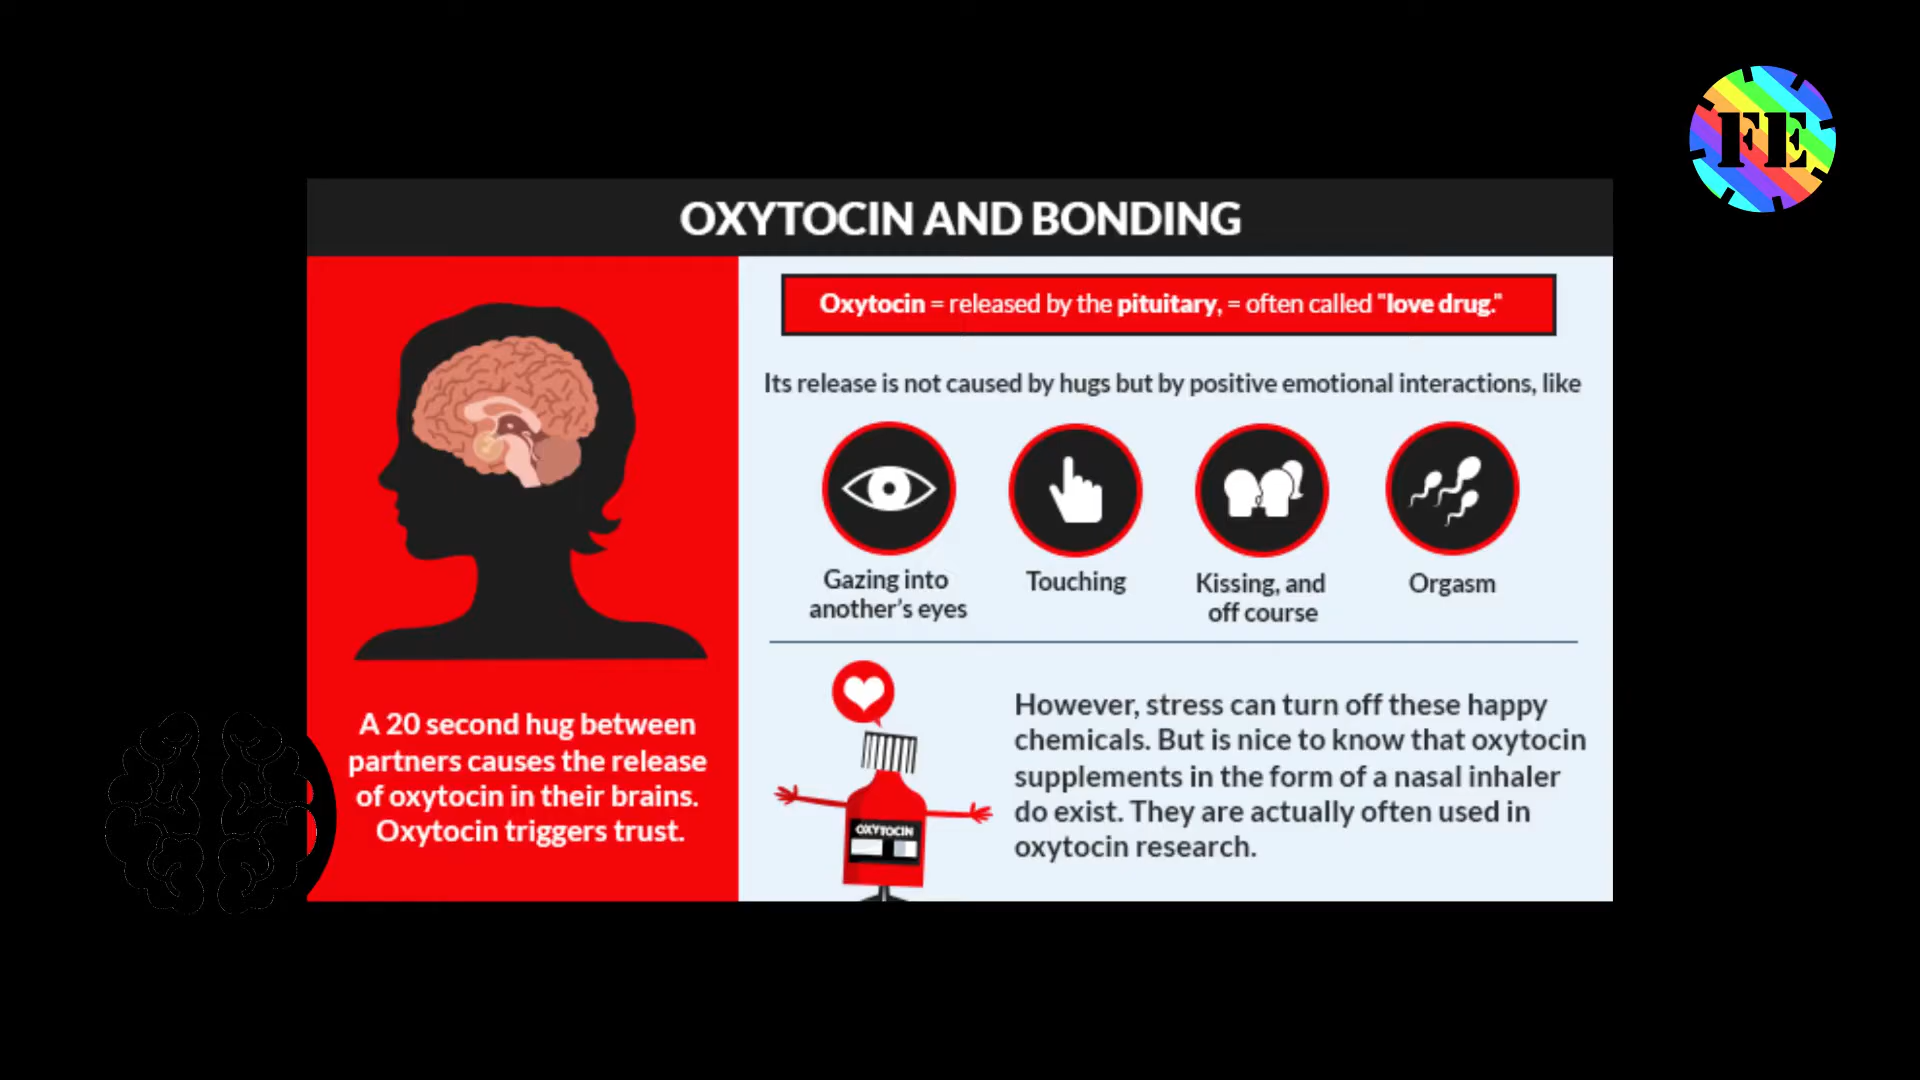 FE
OXYTOCIN AND BONDING
Oxytocin = released by the pituitary, = often called "love drug."
Its release is not caused by hugs but by positive emotional interactions, like
Gazing into
another's eyes
Touching
Kissing, and
off course
Orgasm
A 20 second hug between
partners causes the release
of oxytocin in their brains.
Oxytocin triggers trust.
OXYTOCIN
However, stress can turn off these happy
chemicals. But is nice to know that oxytocin
supplements in the form of a nasal inhaler
do exist. They are actually often used in
oxytocin research.